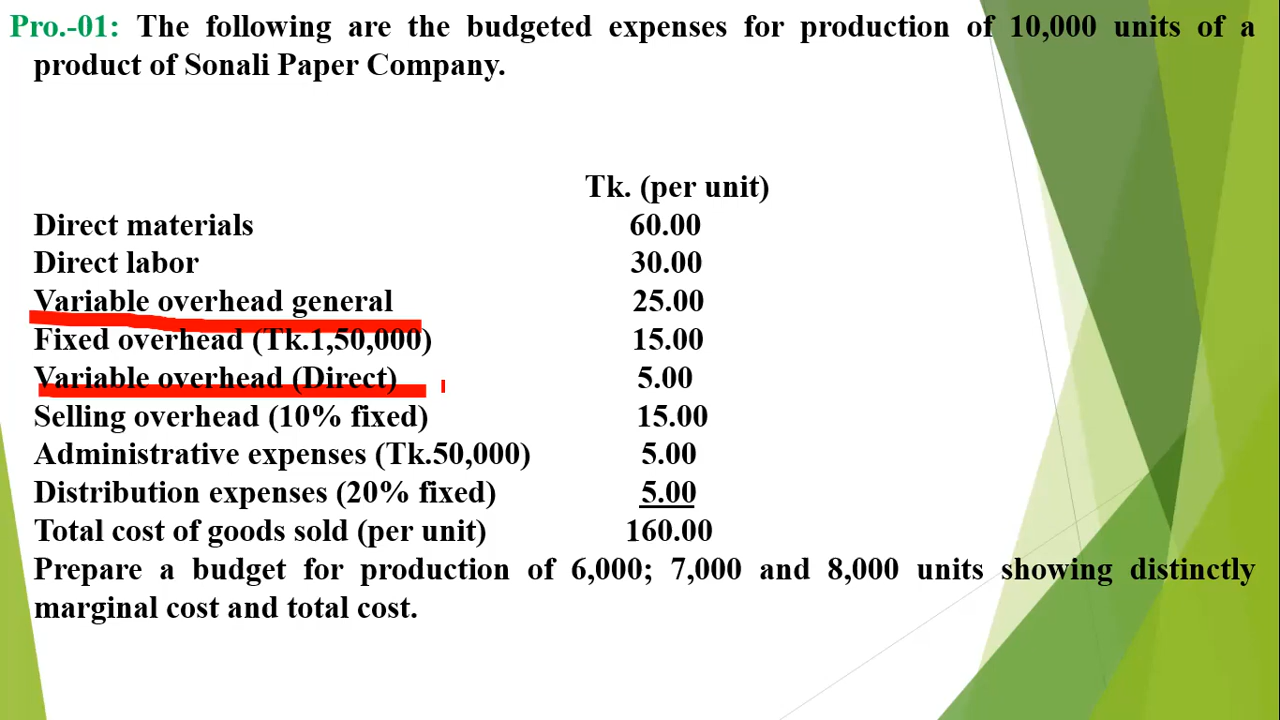 Pro.-01: The following are the budgeted expenses for production of 10,000 units of a
product of Sonali Paper Company.
Tk. (per unit)
Direct materials 60.00
Direct labor 30.00
Variable overhead general 25.00
Fixed overhead (Tk.1,50,000) 15.00
Variable overhead (Direct) 5.00
Selling overhead (10% fixed) 15.00
Administrative expenses (Tk.50,000) 5.00
Distribution expenses (20% fixed) 5.00
Total cost of goods sold (per unit) 160.00
Prepare a budget for production of 6,000; 7,000 and 8,000 units showing distinctly
marginal cost and total cost.